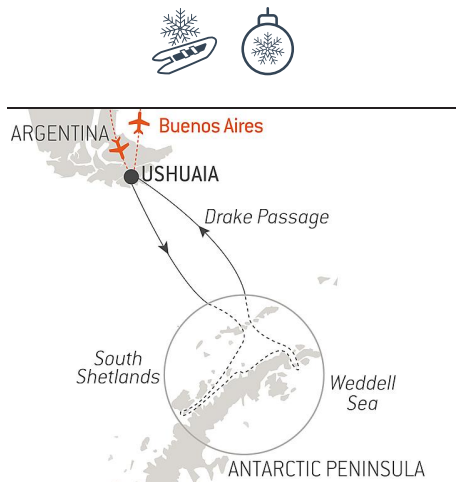 ARGENTINA
Buenos Aires
USHUAIA
Drake Passage
South
Shetlands
Weddell
Sea
ANTARCTIC PENINSULA